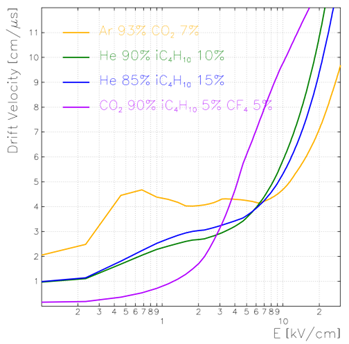 Drift Velocity [cm/μs]
11
10
9
8
7
6
5
4
3
2
1
Ar 93% CO₂ 7%
He 90% iC₄H₁₀ 10%
He 85% iC₄H₁₀ 15%
CO₂ 90% iC₄H₁₀ 5% CF₄ 5%
2 3 4 5 6 7 8 9 1 2 3 4 5 6 7 8 9 10 2
E [kV/cm]